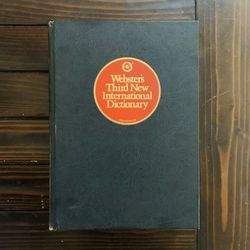 Webster's
Third New
International
Dictionary